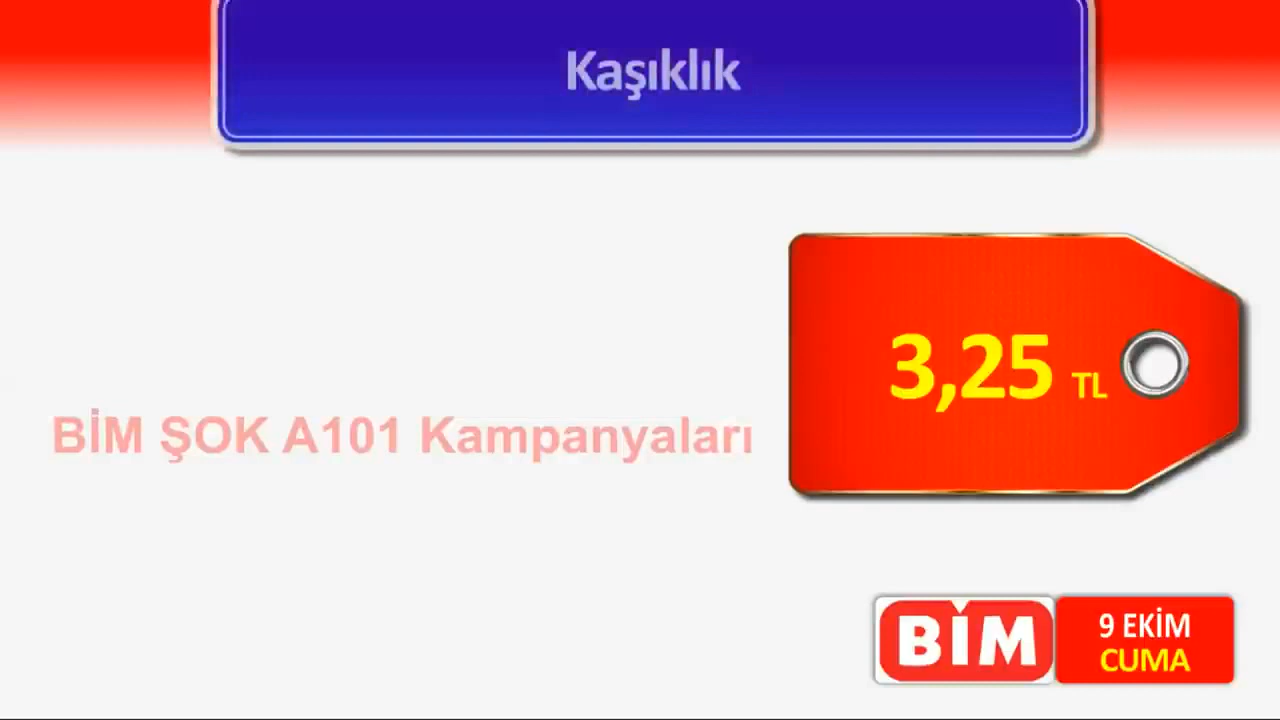 Kaşıklık
3,25 TL
BİM ŞOK A101 Kampanyaları
BİM
9 EKİM
CUMA